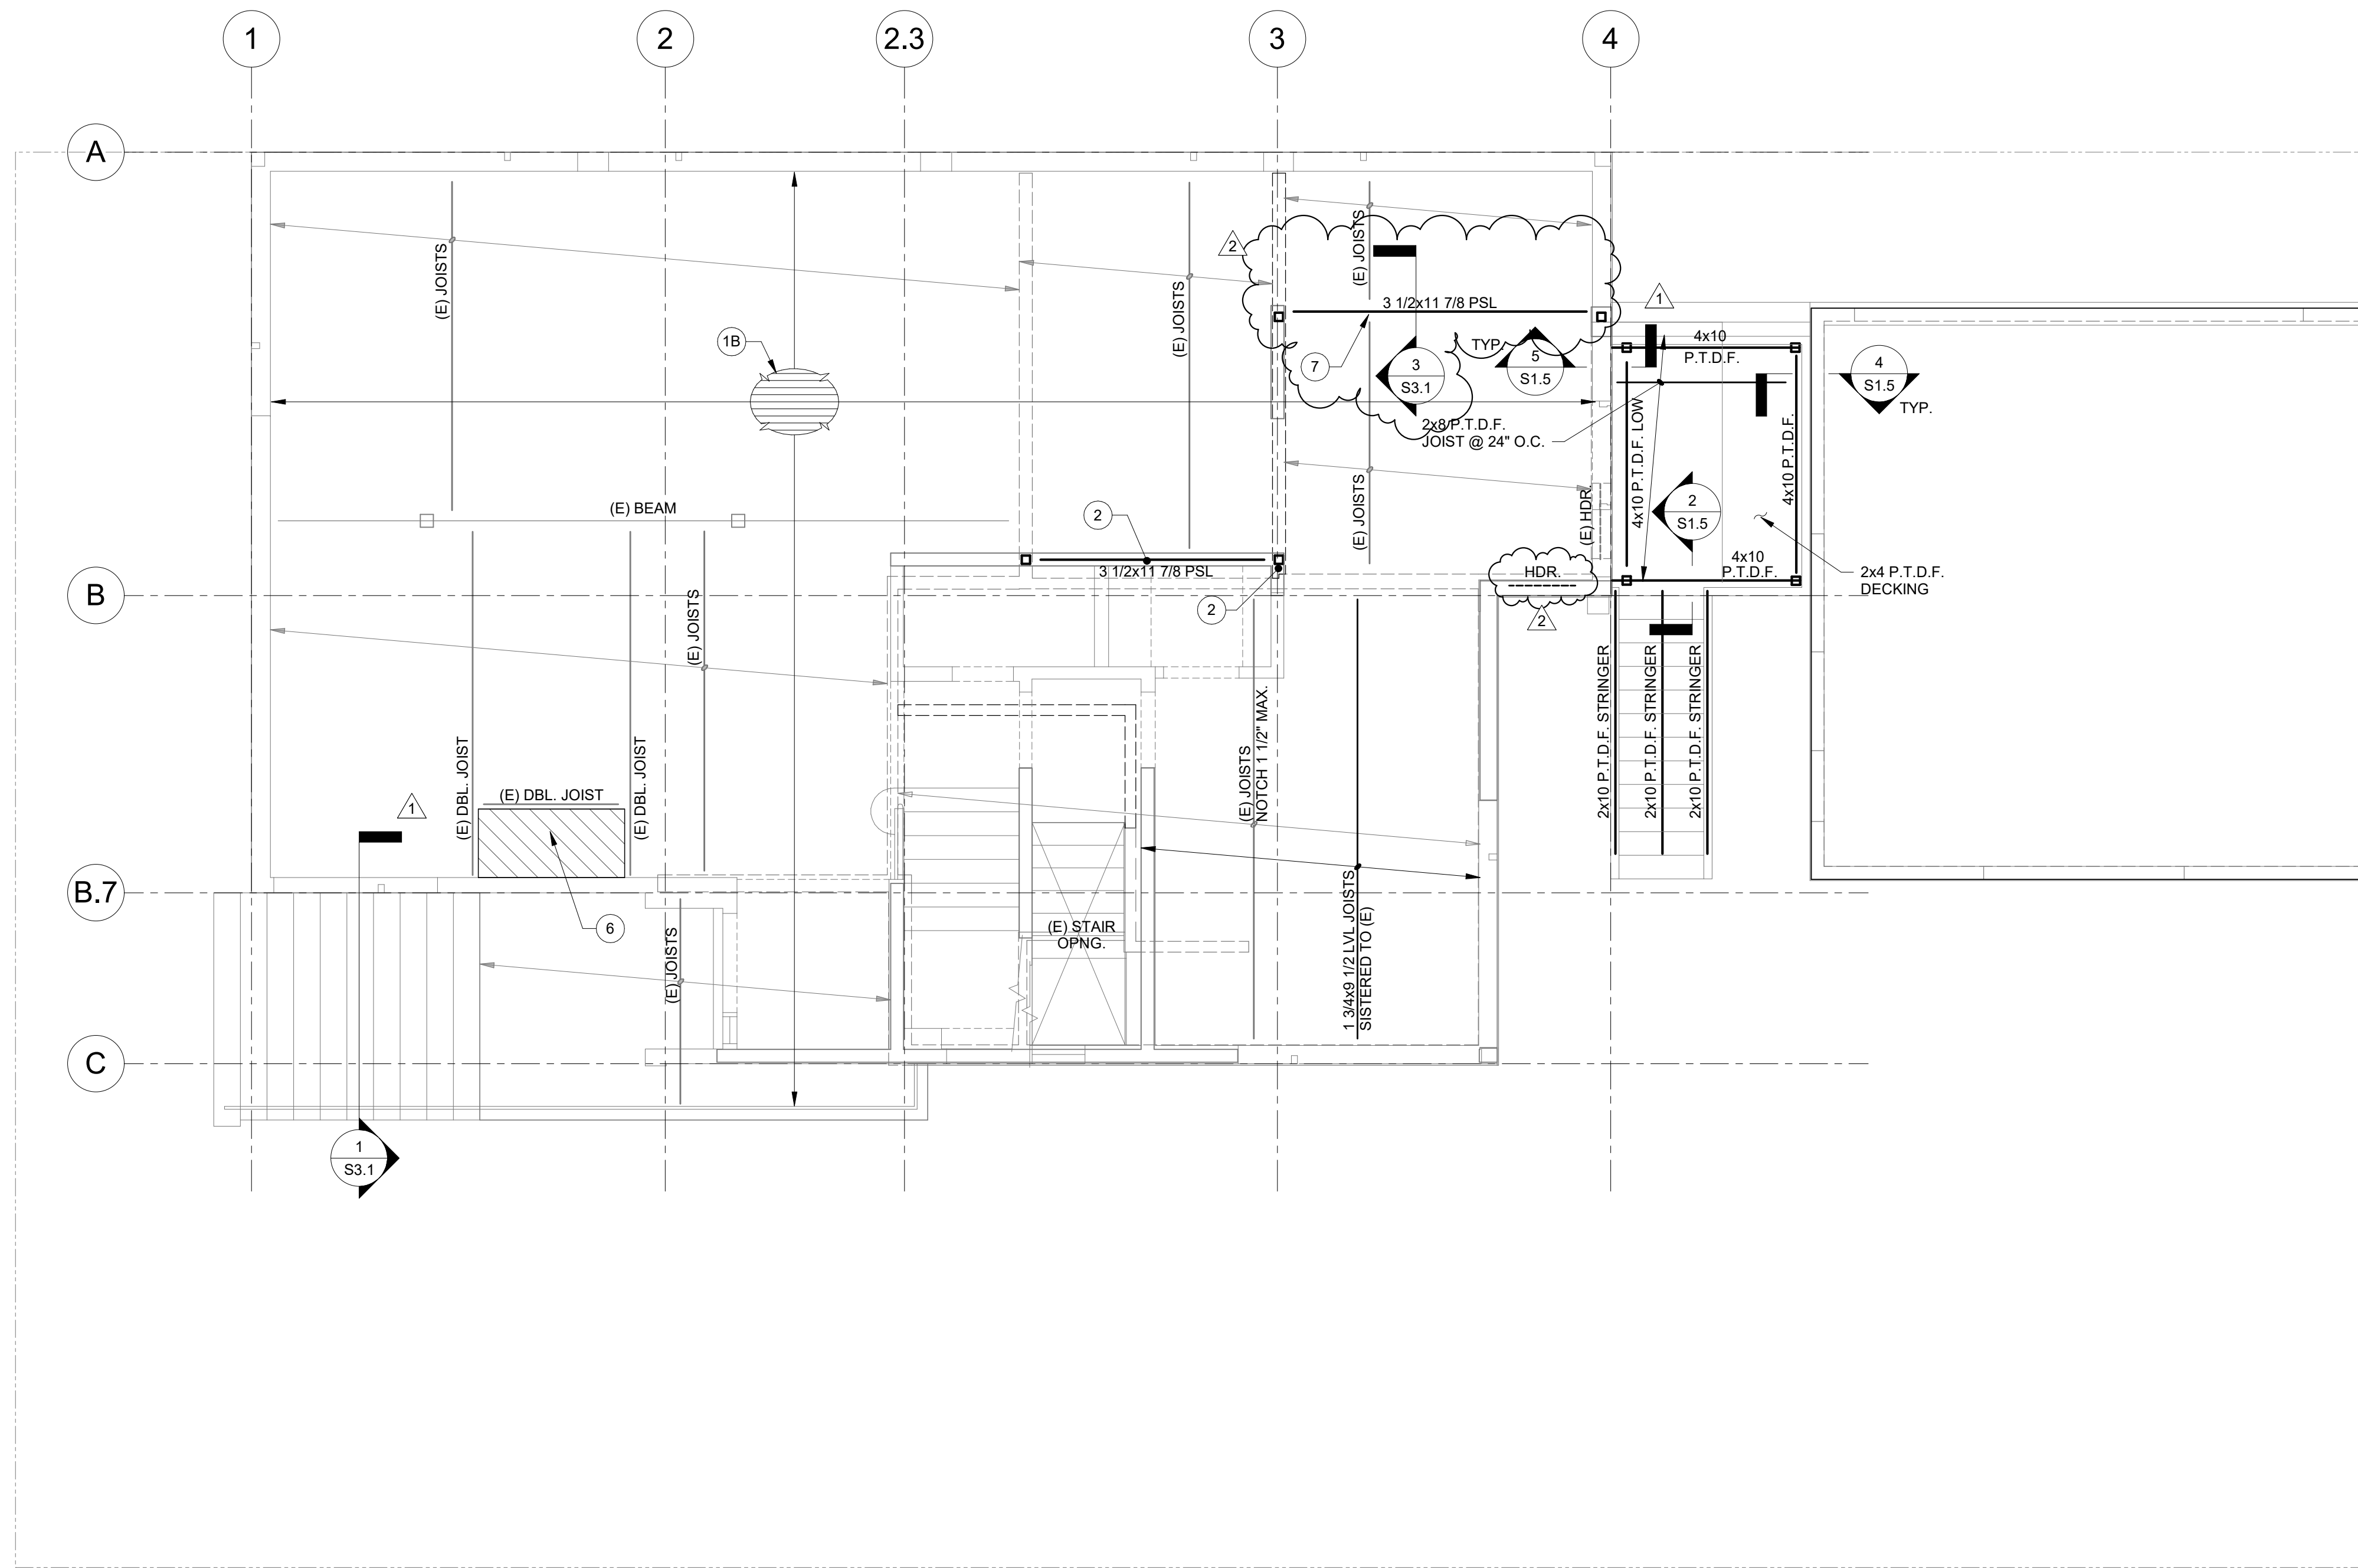 1
2
2.3
3
4
A
(E) JOISTS
(E) JOISTS
(E) JOISTS
2
3 1/2x11 7/8 PSL
1
1B
7
TYP.
5
S1.5
3
S3.1
4x10
P.T.D.F.
4
S1.5
TYP.
2x8 P.T.D.F.
JOIST @ 24" O.C.
4x10 P.T.D.F. LOW
4x10 P.T.D.F.
(E) BEAM
2
(E) JOISTS
(E) HDR.
2
S1.5
3 1/2x11 7/8 PSL
HDR.
4x10
P.T.D.F.
2x4 P.T.D.F.
DECKING
B
2
2
(E) JOISTS
2x10 P.T.D.F. STRINGER
2x10 P.T.D.F. STRINGER
2x10 P.T.D.F. STRINGER
(E) JOISTS
NOTCH 1 1/2" MAX.
(E) DBL. JOIST
(E) DBL. JOIST
(E) DBL. JOIST
1
B.7
6
(E) JOISTS
(E) STAIR
OPNG.
1 3/4x9 1/2 LVL JOISTS
SISTERED TO (E)
C
1
S3.1